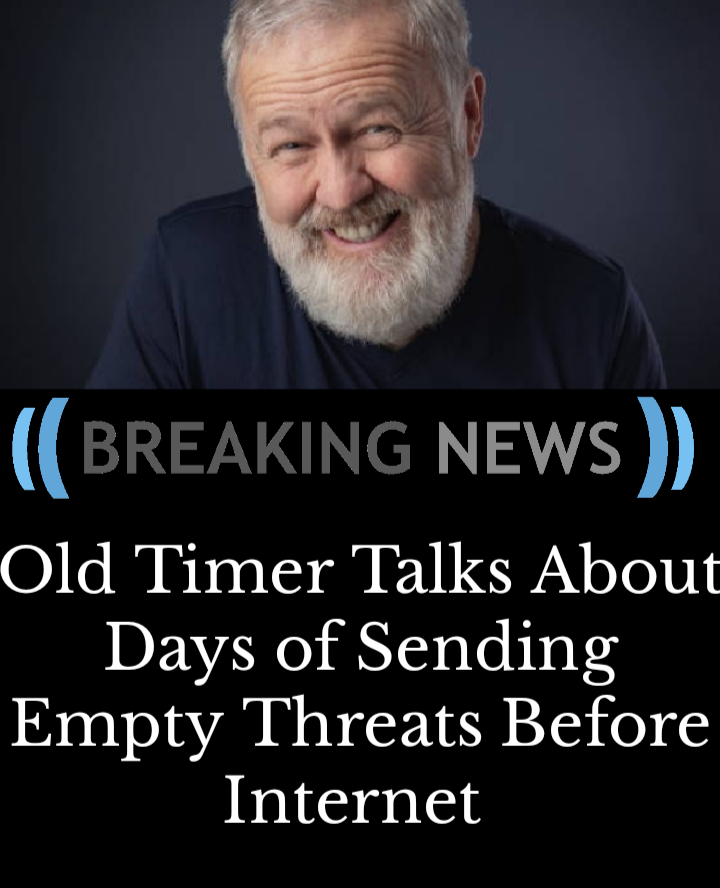 BREAKING NEWS
Old Timer Talks About
Days of Sending
Empty Threats Before
Internet